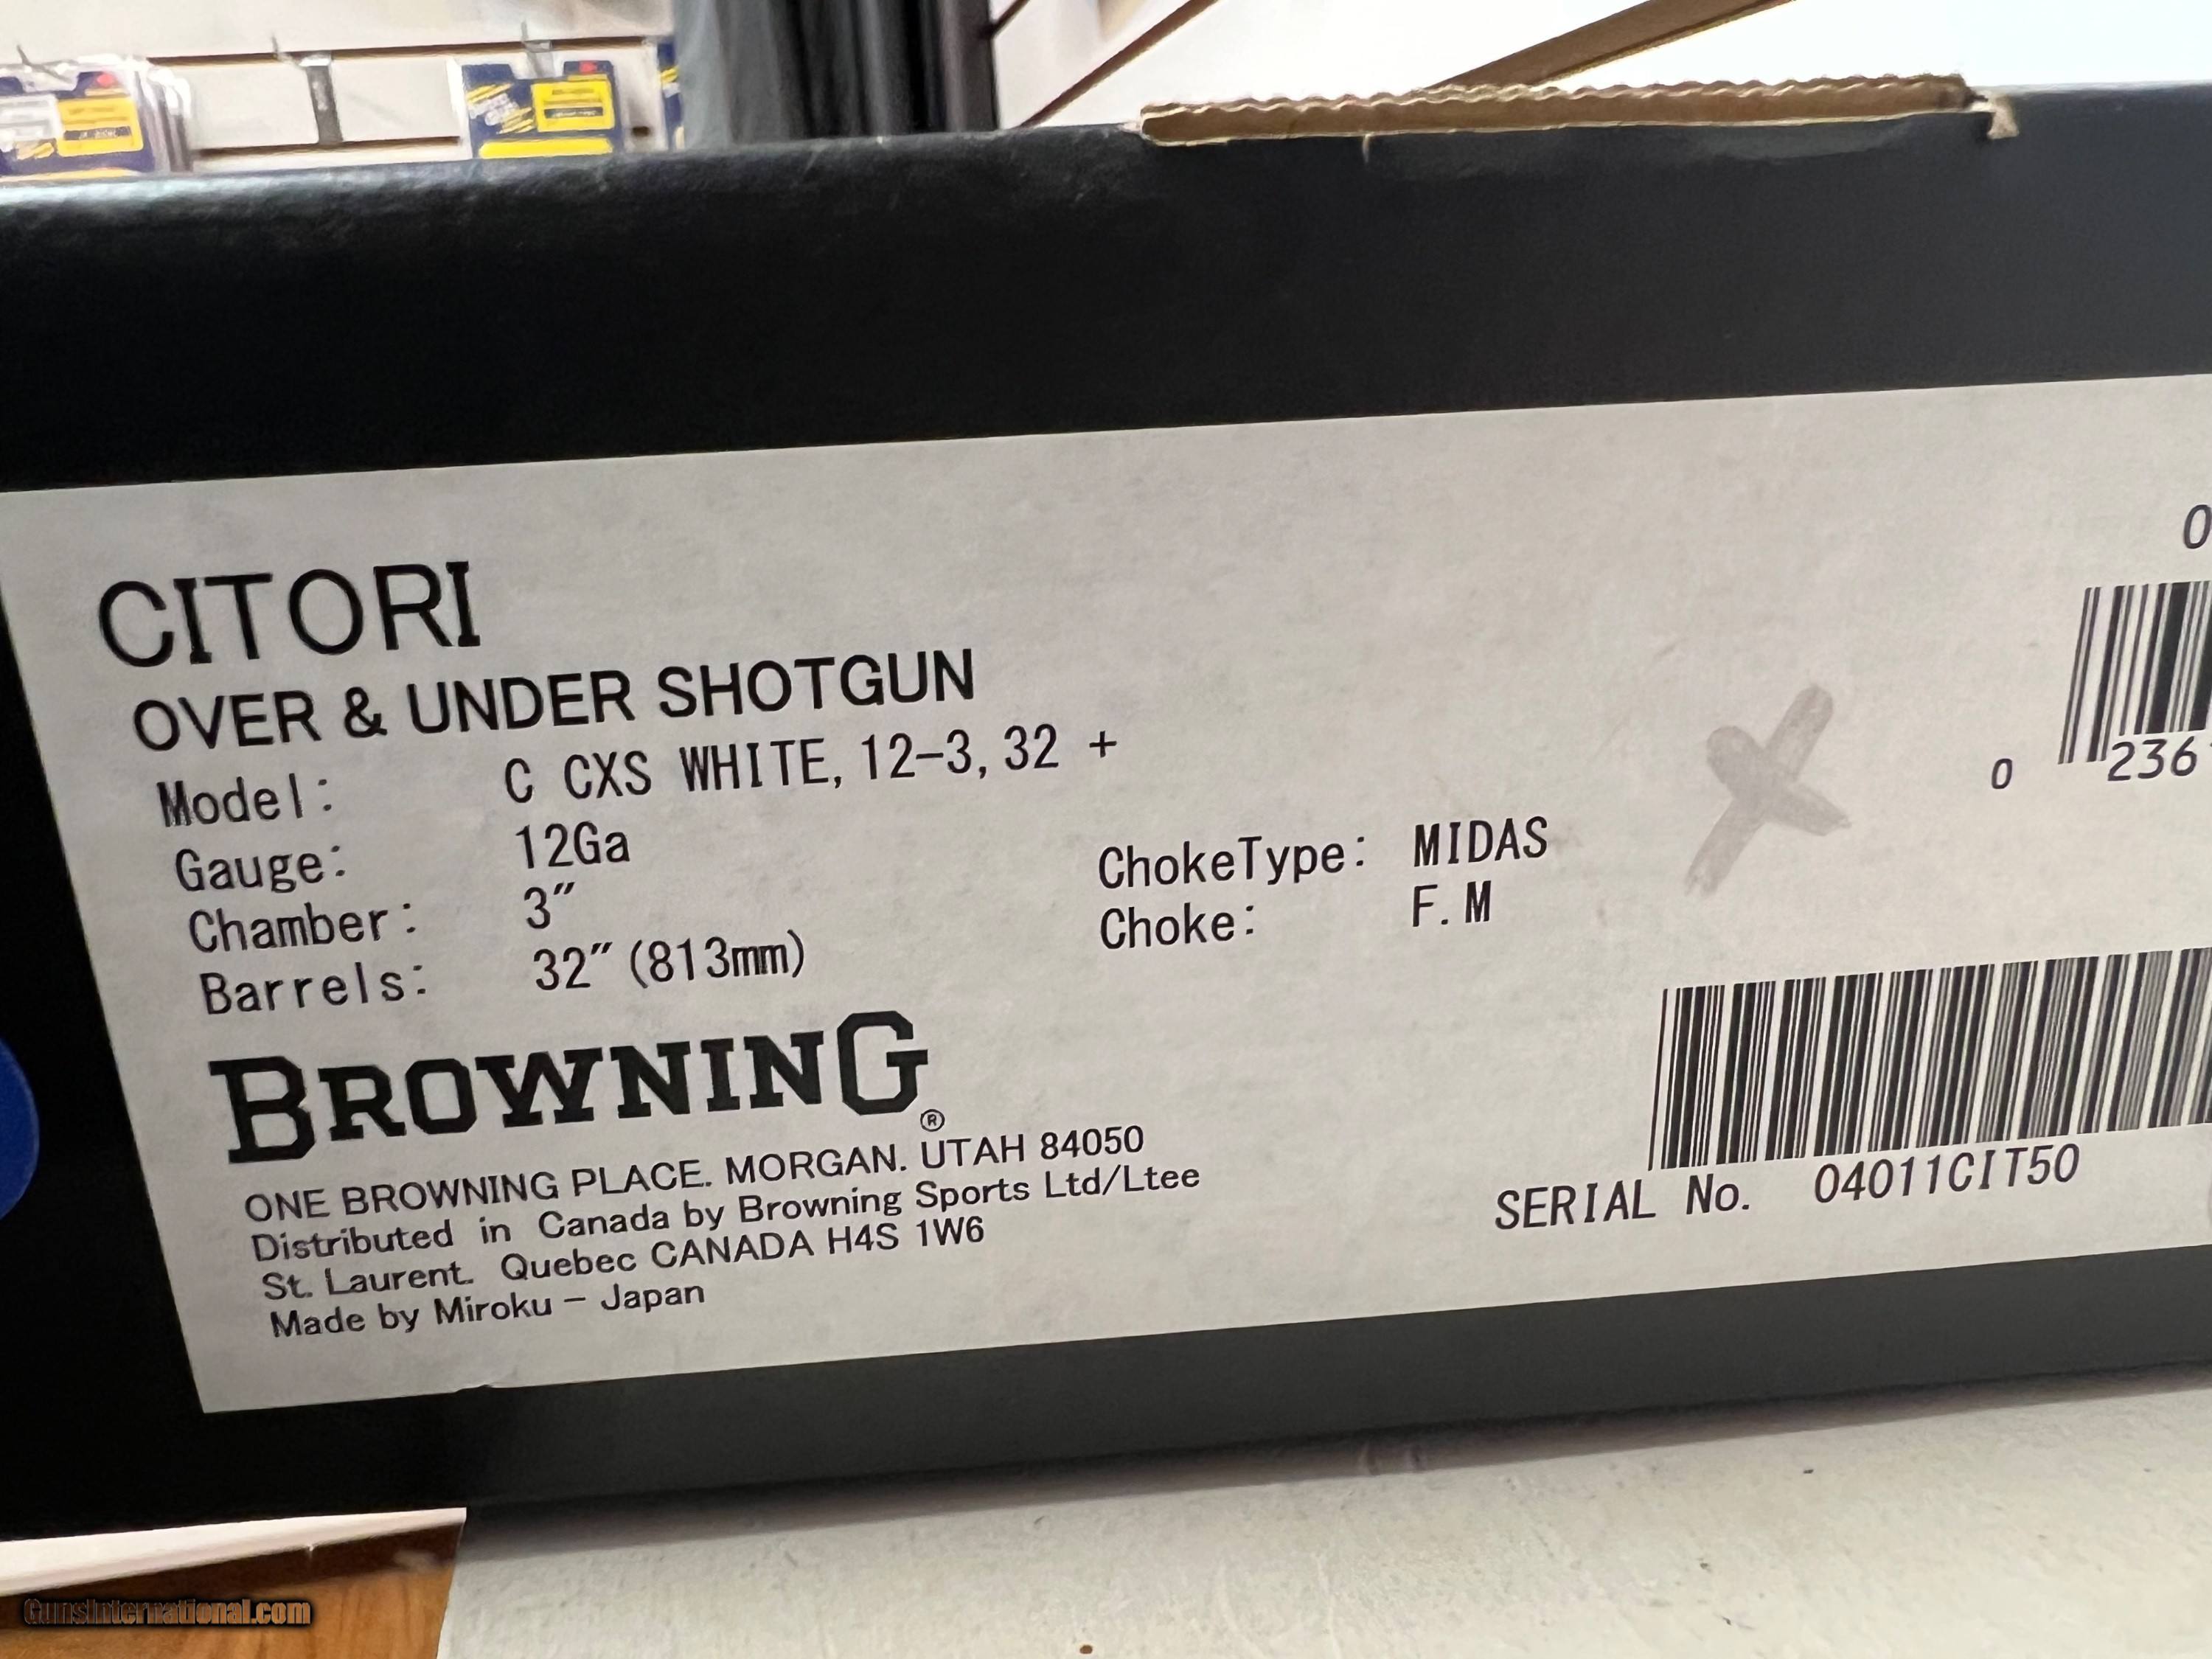 CITORI
OVER & UNDER SHOTGUN
Model: C CXS WHITE, 12-3, 32 +
Gauge: 12Ga
Chamber: 3"
Barrels: 32"(813mm)
ChokeType: MIDAS
Choke: F.M
BROWNING®
ONE BROWNING PLACE. MORGAN. UTAH 84050
Distributed in Canada by Browning Sports Ltd/Ltee
St. Laurent. Quebec CANADA H4S 1W6
Made by Miroku - Japan
0
0 236
SERIAL No. 04011CIT50
GunsInternational.com